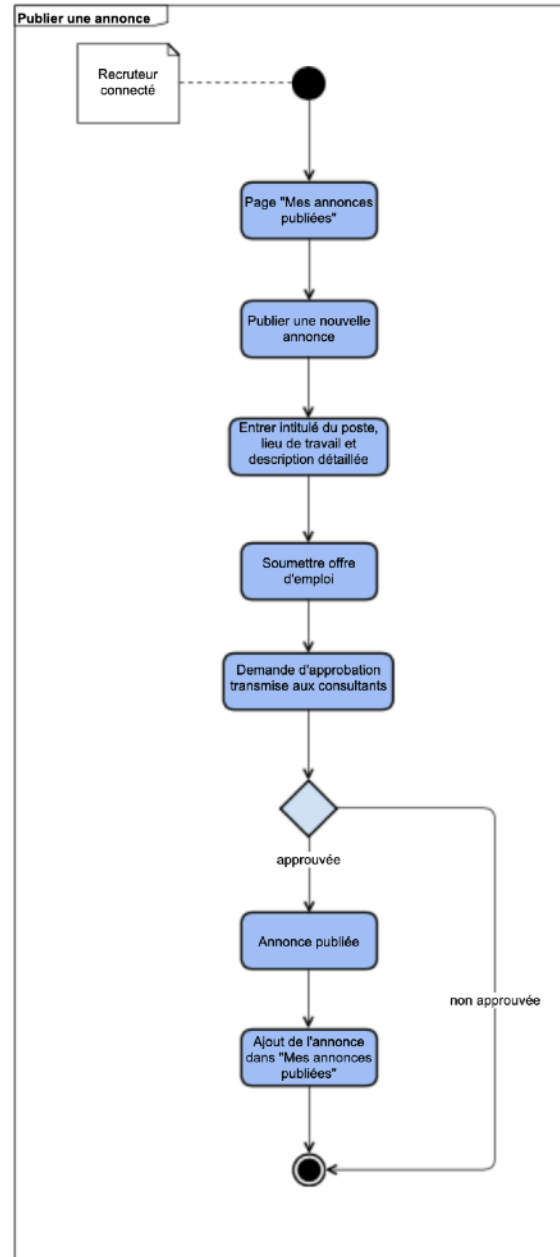 Publier une annonce
Recruteur
connecté
Page "Mes annonces
publiées"
Publier une nouvelle
annonce
Entrer intitulé du poste,
lieu de travail et
description détaillée
Soumettre offre
d'emploi
Demande d'approbation
transmise aux consultants
approuvée
Annonce publiée
non approuvée
Ajout de l'annonce
dans "Mes annonces
publiées"